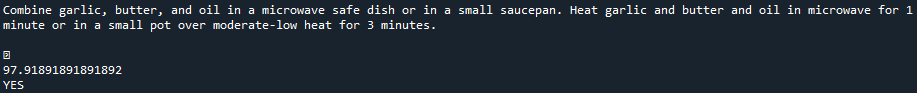 Combine garlic, butter, and oil in a microwave safe dish or in a small saucepan. Heat garlic and butter and oil in microwave for 1
minute or in a small pot over moderate-low heat for 3 minutes.
97.91891891891892
YES